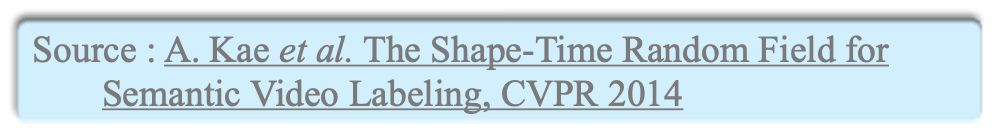 Source : A. Kae et al. The Shape-Time Random Field for
Semantic Video Labeling, CVPR 2014